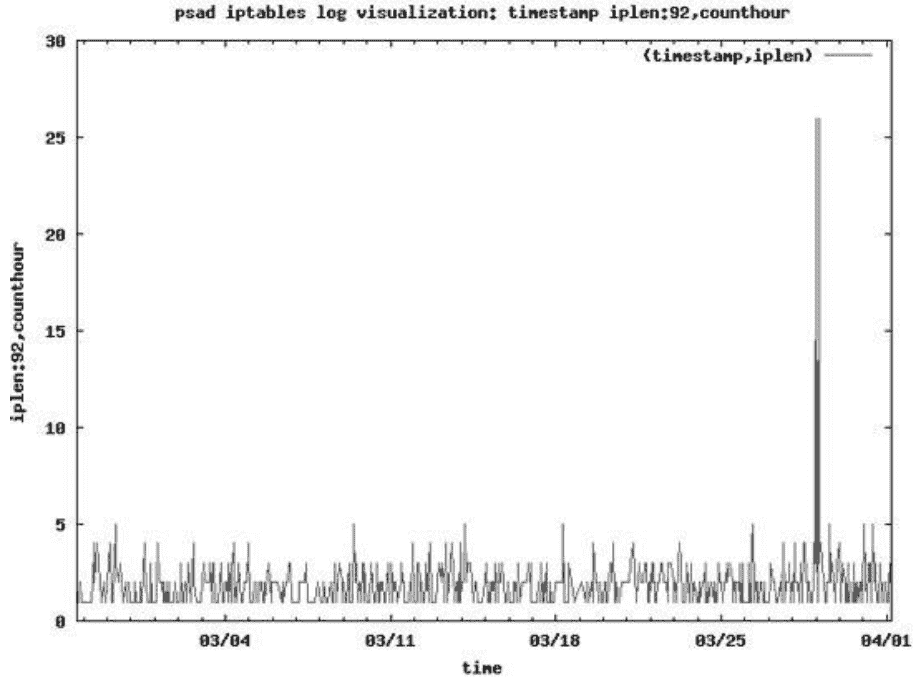 psad iptables log visualization: timestamp iplen:92,counthour
(timestamp,iplen)
30
25
20
15
10
5
0
iplen:92,counthour
03/04 03/11 03/18 03/25 04/01
time